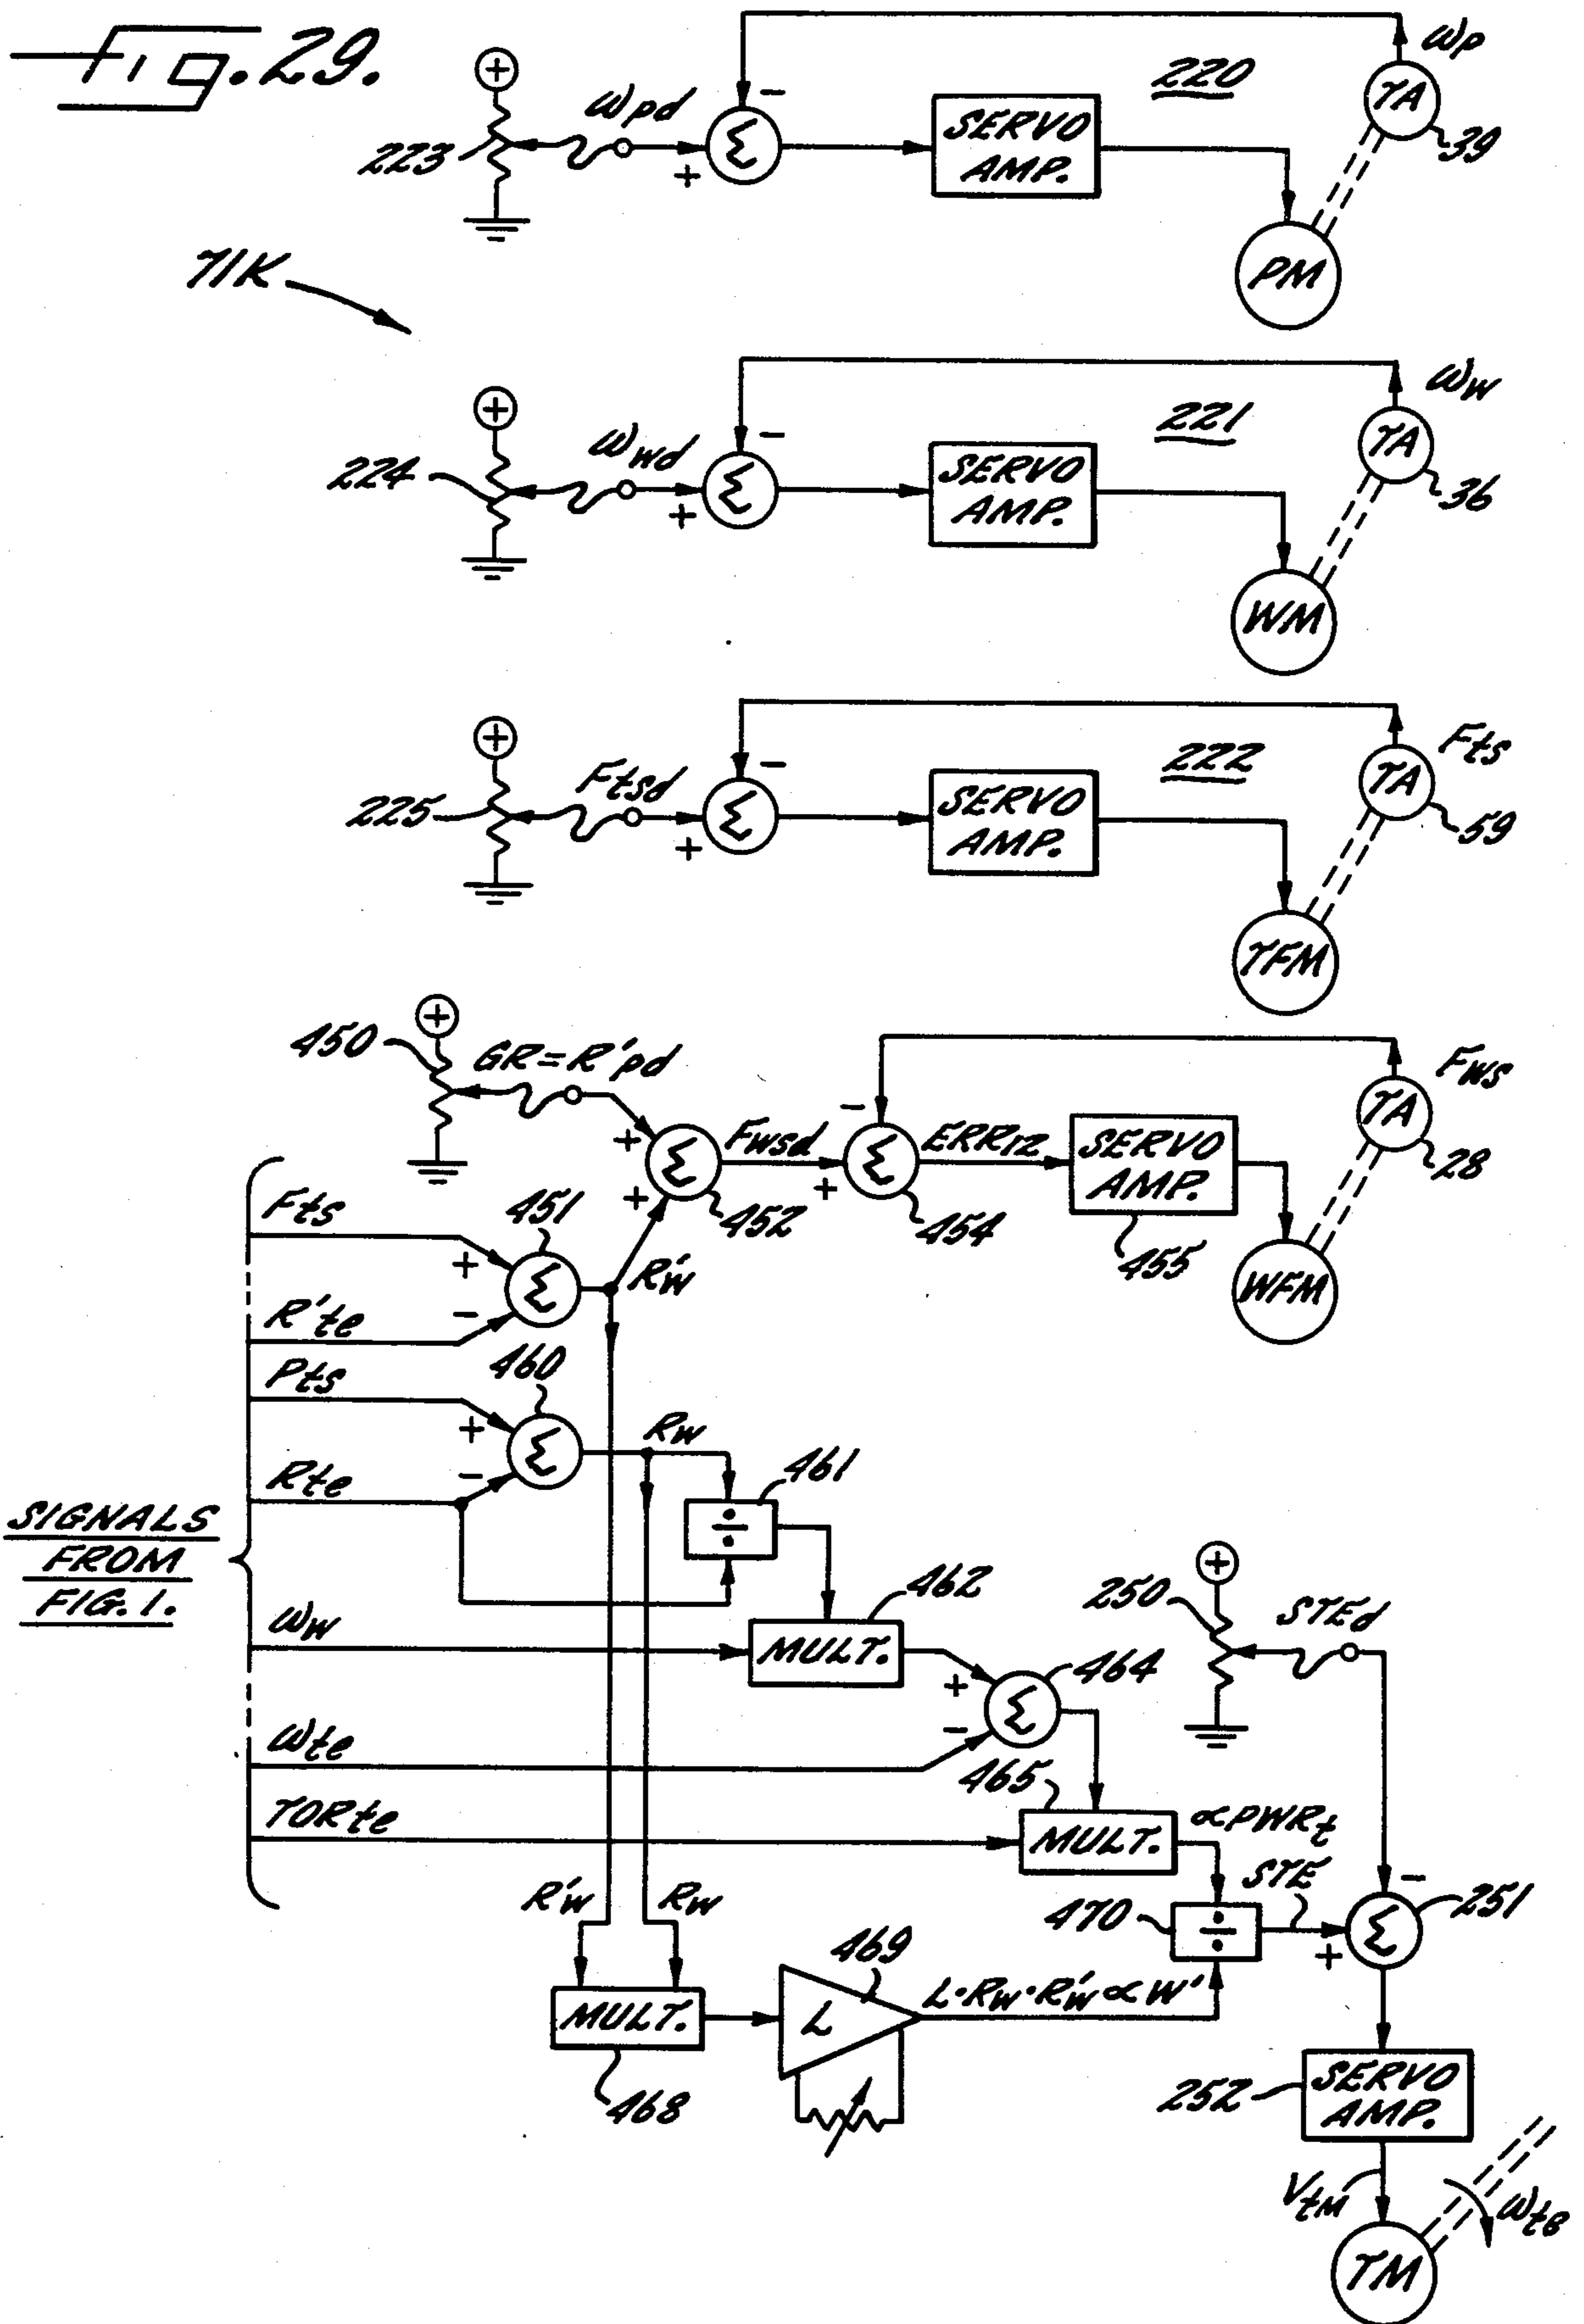 Fig. 29.
ωp
+
220
TA
39
223
ωpd
-
+
Σ
SERVO
AMP.
PM
71K
ωw
+
221
TA
36
224
ωwd
-
+
Σ
SERVO
AMP.
WM
Fts
+
222
TA
59
225
Ftsd
-
+
Σ
SERVO
AMP.
TFM
+
450
GR=R'pd
Fws
TA
28
-
+
+
Σ
452
Fwsd
+
Σ
454
ERR12
SERVO
AMP.
455
WFM
Fts
451
+
Σ
R'w
R'te
-
Pts
460
+
Σ
Rw
Rte
-
461
÷
SIGNALS
FROM
FIG. 1.
462
ωw
MULT.
+
250
STEd
+
Σ
464
ωte
-
465
TORte
MULT.
∝PWRt
STE
-
R'w
Rw
470
÷
+
Σ
251
469
MULT.
L
L·Rw·R'w∝W'
468
252
SERVO
AMP.
VtM
ωte
TM